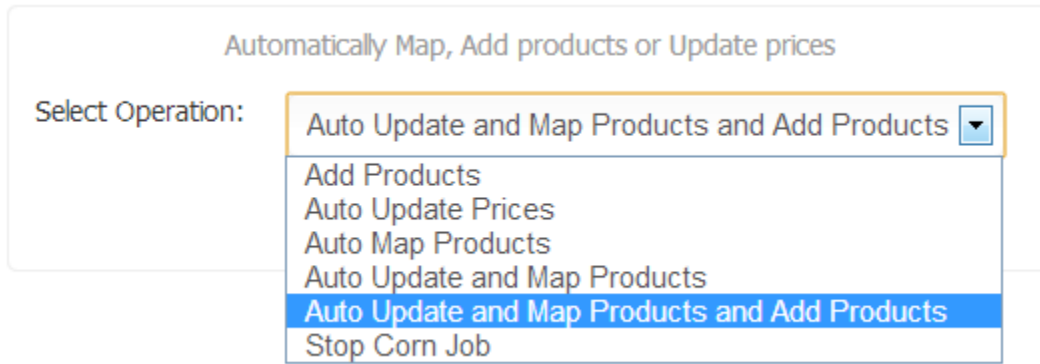 Automatically Map, Add products or Update prices
Select Operation:
Auto Update and Map Products and Add Products
Add Products
Auto Update Prices
Auto Map Products
Auto Update and Map Products
Auto Update and Map Products and Add Products
Stop Corn Job